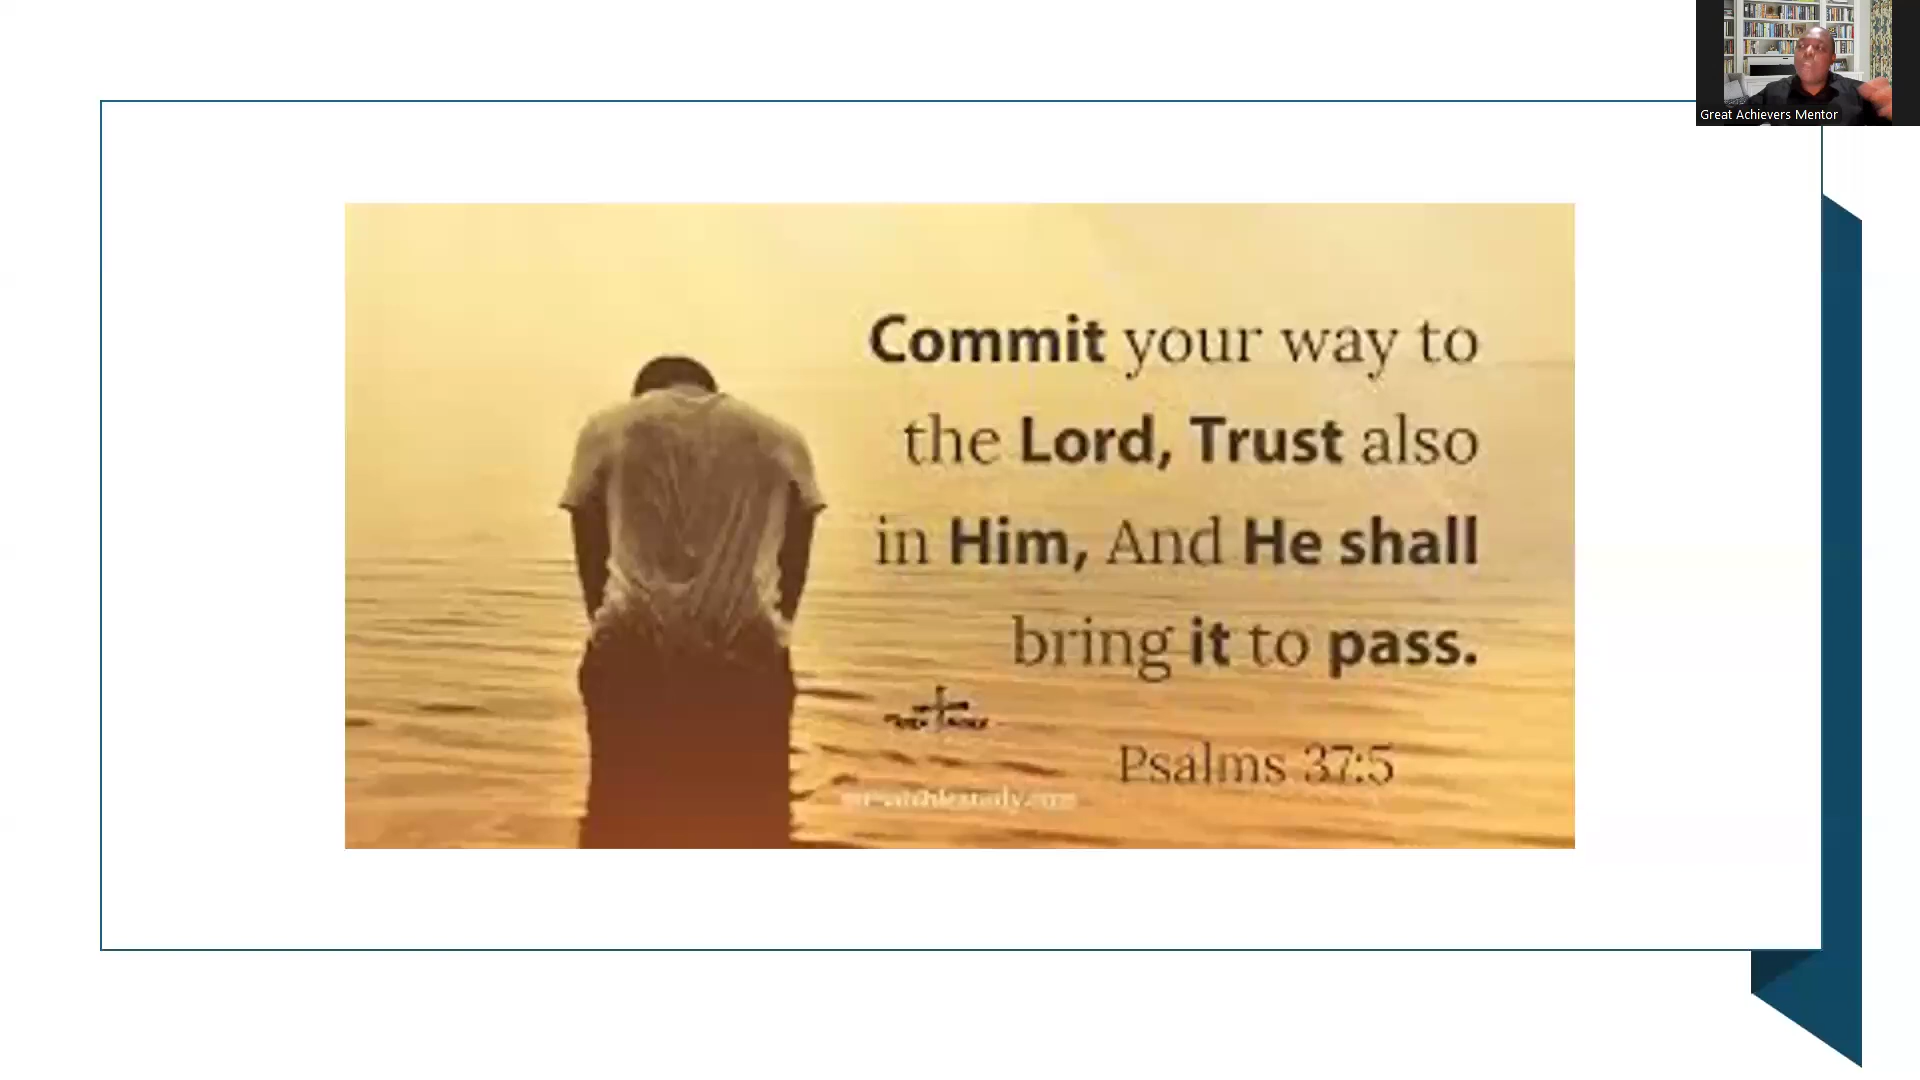 Great Achievers Mentor
Commit your way to
the Lord, Trust also
in Him, And He shall
bring it to pass.
Psalms 37:5